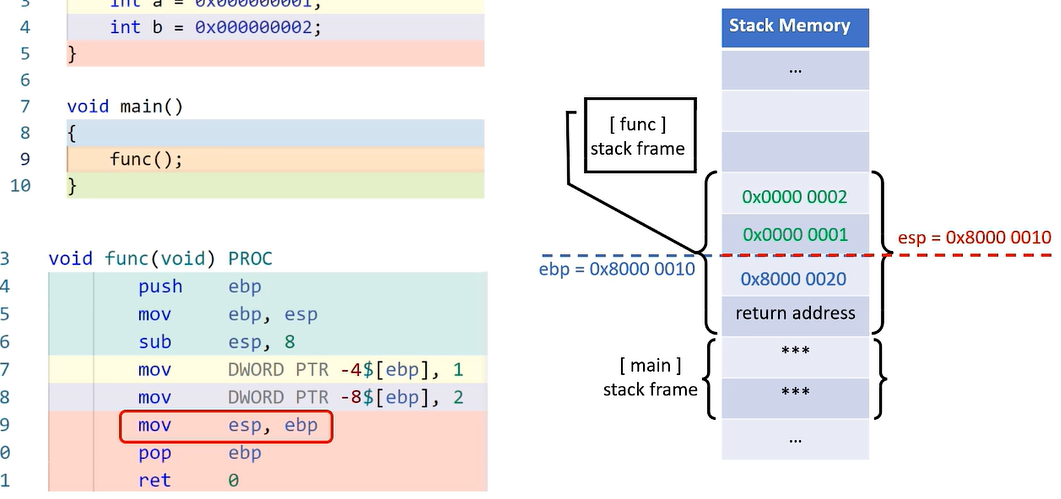 3 int a = 0x000000001;
4 int b = 0x000000002;
5 }
6
7 void main()
8 {
9 func();
10 }
3 void func(void) PROC
4 push ebp
5 mov ebp, esp
6 sub esp, 8
7 mov DWORD PTR -4$[ebp], 1
8 mov DWORD PTR -8$[ebp], 2
9 mov esp, ebp
0 pop ebp
1 ret 0
Stack Memory
...
[ func ]
stack frame
0x0000 0002
0x0000 0001
esp = 0x8000 0010
ebp = 0x8000 0010
0x8000 0020
return address
[ main ]
stack frame
***
***
...